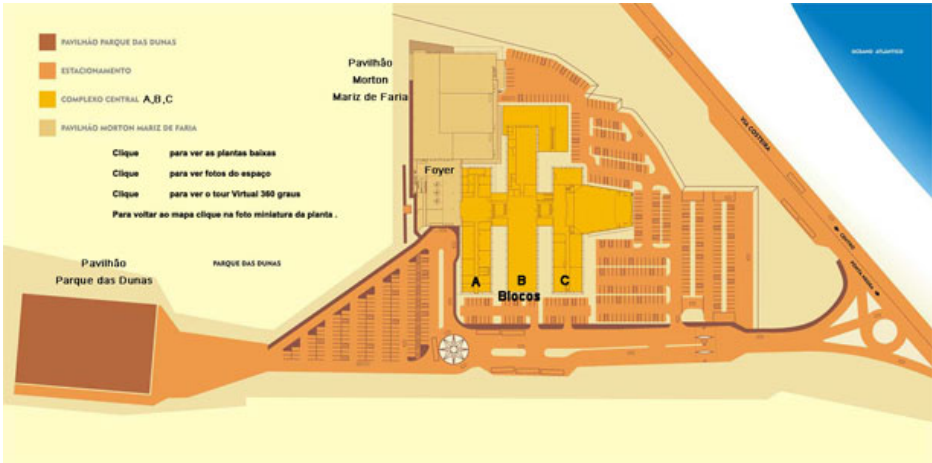 PAVILHÃO PARQUE DAS DUNAS
ESTACIONAMENTO
COMPLEXO CENTRAL A,B,C
PAVILHÃO MORTON MARIZ DE FARIA
Clique para ver as plantas baixas
Clique para ver fotos do espaço
Clique para ver o tour Virtual 360 graus
Para voltar ao mapa clique na foto miniatura da planta .
Pavilhão
Morton
Mariz de Faria
Foyer
OCEANO ATLÂNTICO
VIA COSTEIRA
CENTRO
PONTA NEGRA
Pavilhão
Parque das Dunas
PARQUE DAS DUNAS
A
B
C
Blocos